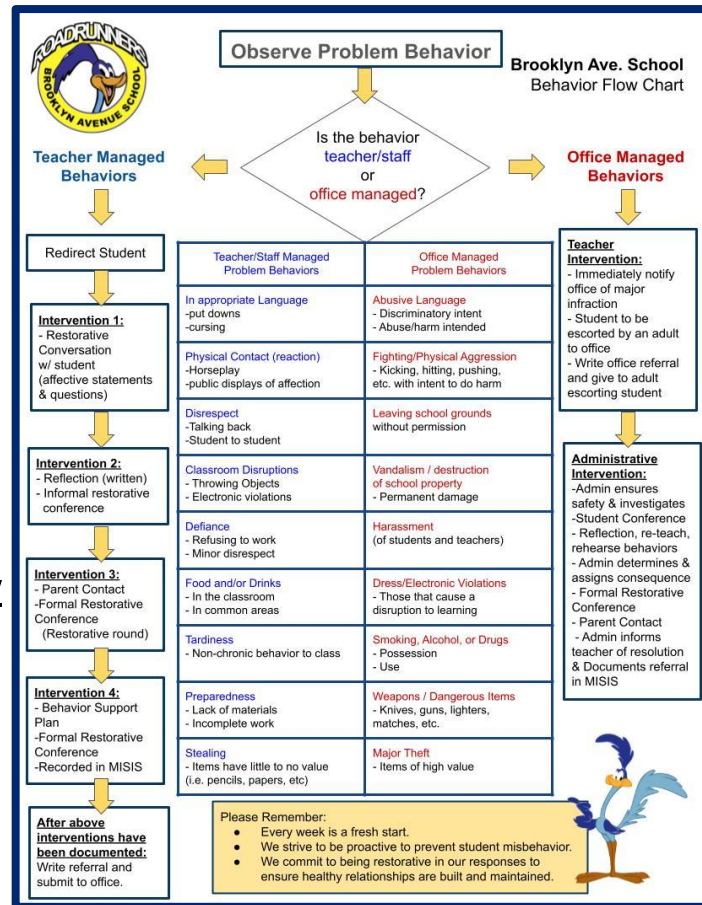 ROADRUNNERS
BROOKLYN AVENUE SCHOOL
Observe Problem Behavior
Brooklyn Ave. School
Behavior Flow Chart
Is the behavior
teacher/staff
or
office managed?
Teacher Managed
Behaviors
Office Managed
Behaviors
Redirect Student
Intervention 1:
- Restorative
Conversation
w/ student
(affective statements
& questions)
Intervention 2:
- Reflection (written)
- Informal restorative
conference
Intervention 3:
- Parent Contact
-Formal Restorative
Conference
(Restorative round)
Intervention 4:
- Behavior Support
Plan
-Formal Restorative
Conference
-Recorded in MISIS
After above
interventions have
been documented:
Write referral and
submit to office.
Teacher/Staff Managed
Problem Behaviors
Office Managed
Problem Behaviors
In appropriate Language
-put downs
-cursing
Abusive Language
- Discriminatory intent
- Abuse/harm intended
Physical Contact (reaction)
- Horseplay
-public displays of affection
Fighting/Physical Aggression
- Kicking, hitting, pushing,
etc. with intent to do harm
Disrespect
- Talking back
-Student to student
Leaving school grounds
without permission
Classroom Disruptions
- Throwing Objects
- Electronic violations
Vandalism / destruction
of school property
- Permanent damage
Defiance
- Refusing to work
- Minor disrespect
Harassment
(of students and teachers)
Food and/or Drinks
- In the classroom
- In common areas
Dress/Electronic Violations
- Those that cause a
disruption to learning
Tardiness
- Non-chronic behavior to class
Smoking, Alcohol, or Drugs
- Possession
- Use
Preparedness
- Lack of materials
- Incomplete work
Weapons / Dangerous Items
- Knives, guns, lighters,
matches, etc.
Stealing
- Items have little to no value
(i.e. pencils, papers, etc)
Major Theft
- Items of high value
Teacher
Intervention:
- Immediately notify
office of major
infraction
- Student to be
escorted by an adult
to office
- Write office referral
and give to adult
escorting student
Administrative
Intervention:
-Admin ensures
safety & investigates
-Student Conference
- Reflection, re-teach,
rehearse behaviors
- Admin determines &
assigns consequence
- Formal Restorative
Conference
- Parent Contact
- Admin informs
teacher of resolution
& Documents referral
in MISIS
Please Remember:
● Every week is a fresh start.
● We strive to be proactive to prevent student misbehavior.
● We commit to being restorative in our responses to
ensure healthy relationships are built and maintained.